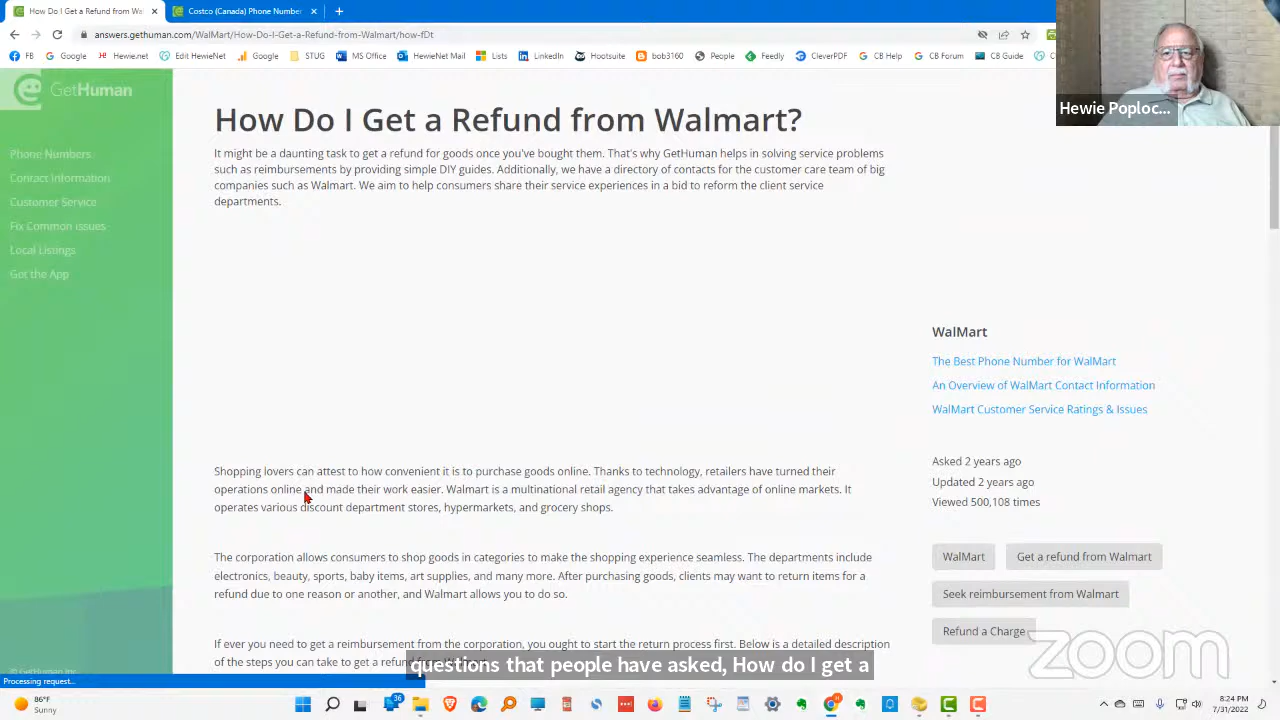 How Do I Get a Refund from Wal
Costco (Canada) Phone Number
answers.gethuman.com/WalMart/How-Do-I-Get-a-Refund-from-Walmart/how-fDt
FB Google Hewie.net Edit HewieNet Google STUG MS Office HewieNet Mail Lists LinkedIn Hootsuite bob3160 People Feedly CleverPDF CB Help CB Forum CB Guide
Hewie Poploc...
GetHuman
Phone Numbers
Contact Information
Customer Service
Fix Common issues
Local Listings
Get the App
How Do I Get a Refund from Walmart?
It might be a daunting task to get a refund for goods once you've bought them. That's why GetHuman helps in solving service problems
such as reimbursements by providing simple DIY guides. Additionally, we have a directory of contacts for the customer care team of big
companies such as Walmart. We aim to help consumers share their service experiences in a bid to reform the client service
departments.
Shopping lovers can attest to how convenient it is to purchase goods online. Thanks to technology, retailers have turned their
operations online and made their work easier. Walmart is a multinational retail agency that takes advantage of online markets. It
operates various discount department stores, hypermarkets, and grocery shops.
The corporation allows consumers to shop goods in categories to make the shopping experience seamless. The departments include
electronics, beauty, sports, baby items, art supplies, and many more. After purchasing goods, clients may want to return items for a
refund due to one reason or another, and Walmart allows you to do so.
If ever you need to get a reimbursement from the corporation, you ought to start the return process first. Below is a detailed description
of the steps you can take to get a refund
WalMart
The Best Phone Number for WalMart
An Overview of WalMart Contact Information
WalMart Customer Service Ratings & Issues
Asked 2 years ago
Updated 2 years ago
Viewed 500,108 times
WalMart
Get a refund from Walmart
Seek reimbursement from Walmart
Refund a Charge
questions that people have asked, How do I get a
zoom
© GetHuman Inc.
Processing request...
86°F
Sunny
36
8:24 PM
7/31/2022